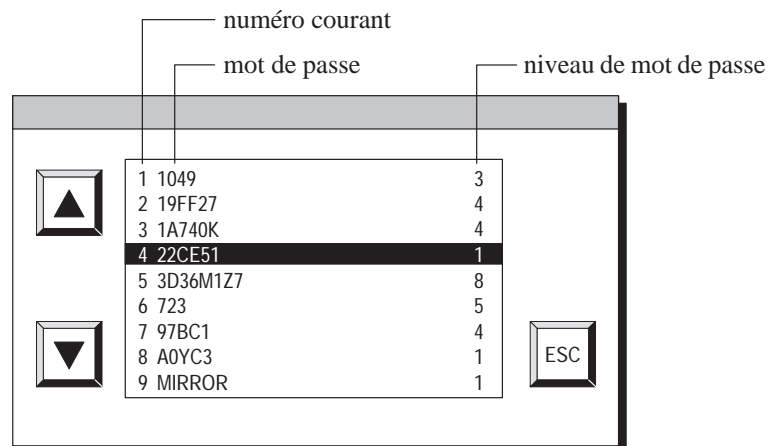 numéro courant
mot de passe
niveau de mot de passe
1 1049 3
2 19FF27 4
3 1A740K 4
4 22CE51 1
5 3D36M1Z7 8
6 723 5
7 97BC1 4
8 A0YC3 1
9 MIRROR 1
ESC